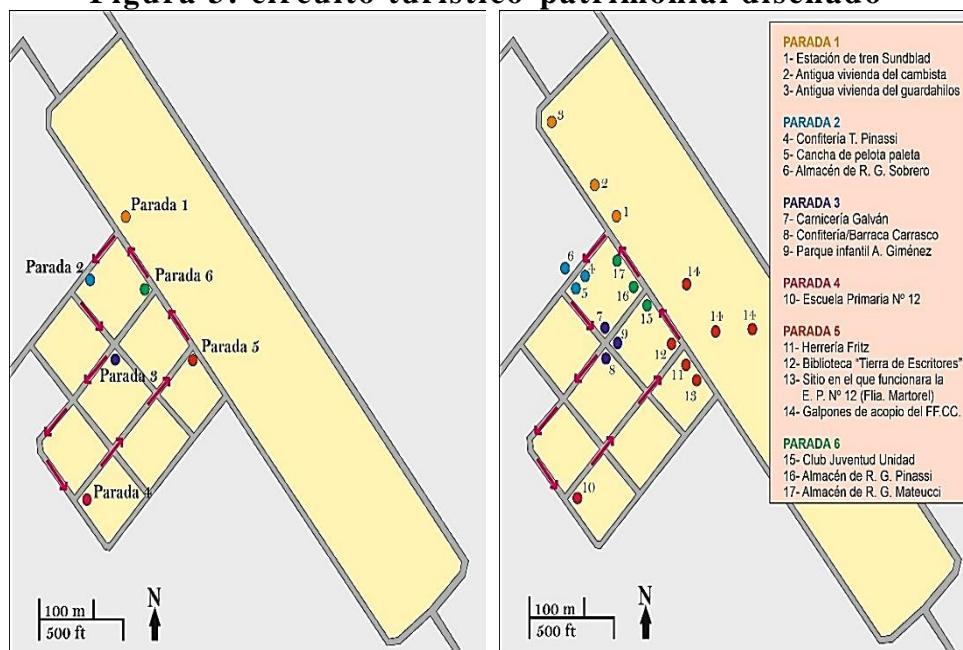 Figura 3: circuito turístico-patrimonial diseñado
Parada 1
Parada 2
Parada 6
Parada 5
Parada 3
Parada 4
100 m
500 ft
N
3
2
1
6
4
5
17
16
15
14
14
14
7
9
8
12
11
13
10
100 m
500 ft
N
PARADA 1
1- Estación de tren Sundblad
2- Antigua vivienda del cambista
3- Antigua vivienda del guardahilos
PARADA 2
4- Confitería T. Pinassi
5- Cancha de pelota paleta
6- Almacén de R. G. Sobrero
PARADA 3
7- Carnicería Galván
8- Confitería/Barraca Carrasco
9- Parque infantil A. Giménez
PARADA 4
10- Escuela Primaria Nº 12
PARADA 5
11- Herrería Fritz
12- Biblioteca "Tierra de Escritores"
13- Sitio en el que funcionara la
E. P. Nº 12 (Flia. Martorel)
14- Galpones de acopio del FF.CC.
PARADA 6
15- Club Juventud Unidad
16- Almacén de R. G. Pinassi
17- Almacén de R. G. Mateucci